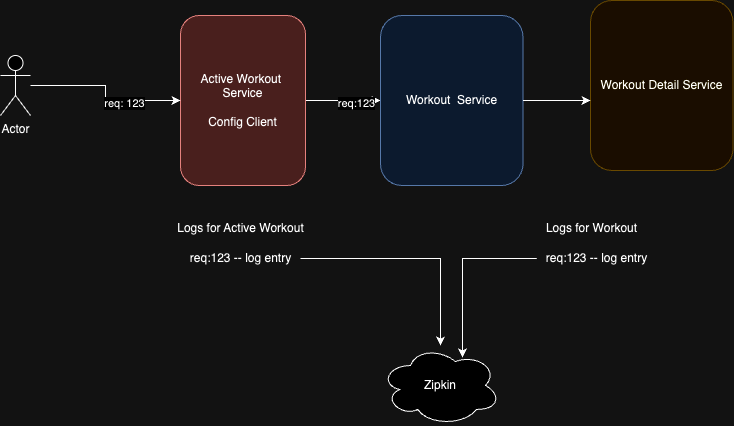 Actor
req: 123
Active Workout
Service
Config Client
req:123
Workout  Service
Workout Detail Service
Logs for Active Workout
req:123 -- log entry
Logs for Workout
req:123 -- log entry
Zipkin